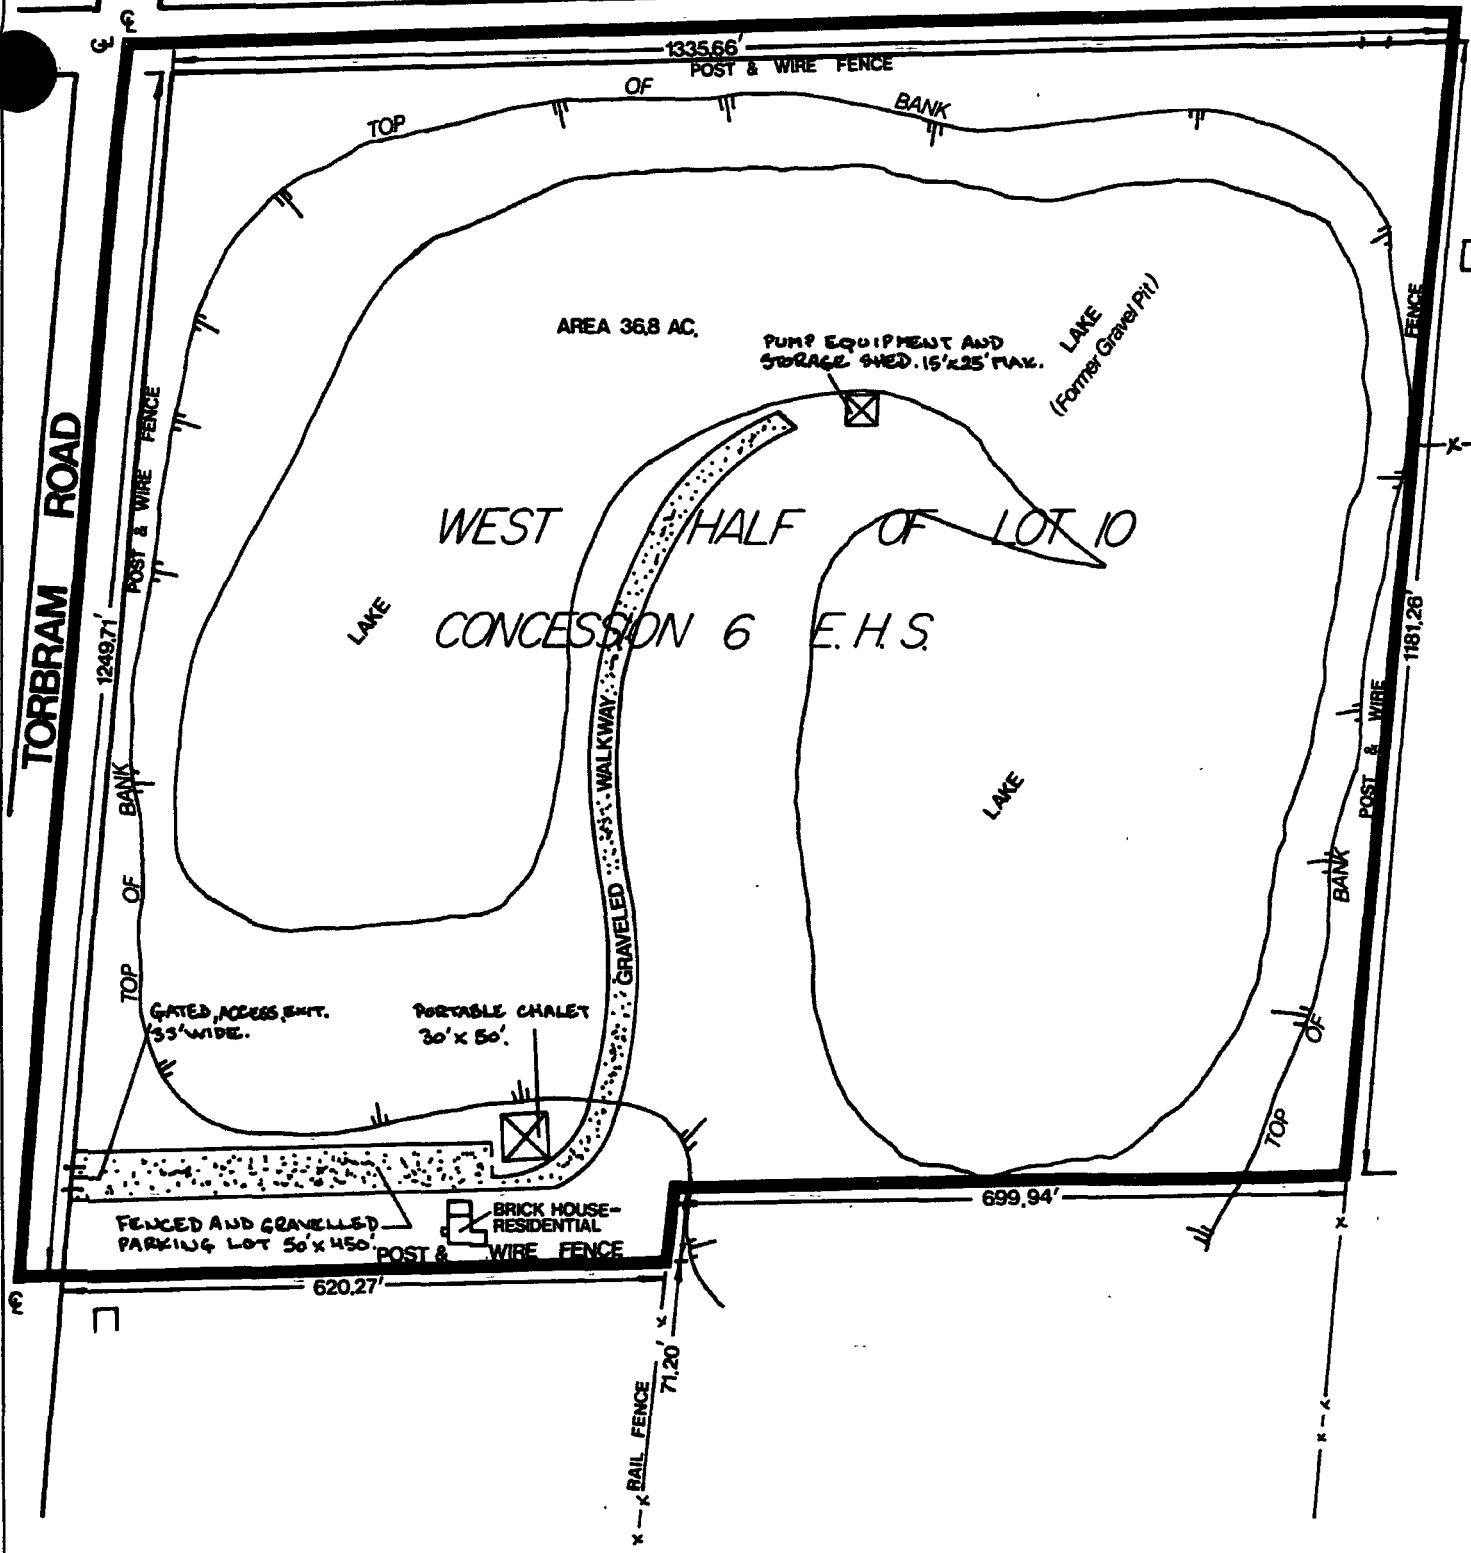 ℄
℄
1335.66'
POST & WIRE FENCE
TOP OF BANK
AREA 36.8 AC.
PUMP EQUIPMENT AND
STORAGE SHED. 15'x25' MAX.
LAKE
(Former Gravel Pit)
POST & WIRE FENCE
POST & WIRE FENCE
TORBRAM ROAD
1249.71'
1181.26'
WEST HALF OF LOT 10
CONCESSION 6 E.H.S.
LAKE
LAKE
GRAVELED WALKWAY
TOP OF BANK
TOP OF BANK
GATED, ACCESS, EXIT.
33' WIDE.
PORTABLE CHALET
30' x 50'.
FENCED AND GRAVELLED
PARKING LOT 50' x 450'.
BRICK HOUSE-
RESIDENTIAL
POST & WIRE FENCE
699.94'
620.27'
℄
71.20'
RAIL FENCE